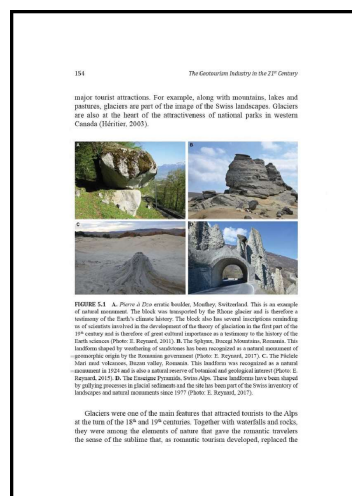 154 The Geotourism Industry in the 21st Century
major tourist attractions. For example, along with mountains, lakes and
pastures, glaciers are part of the image of the Swiss landscapes. Glaciers
are also at the heart of the attractiveness of national parks in western
Canada (Héritier, 2003).
A
B
C
D
FIGURE 5.1 A. Pierre à Dzo erratic boulder, Monthey, Switzerland. This is an example
of natural monument. The block was transported by the Rhone glacier and is therefore a
testimony of the Earth's climate history. The block also has several inscriptions reminding
us of scientists involved in the development of the theory of glaciation in the first part of the
19th century and is therefore of great cultural importance as a testimony to the history of the
Earth sciences (Photo: E. Reynard, 2011). B. The Sphynx, Bucegi Mountains, Romania. This
landform shaped by weathering of sandstones has been recognized as a natural monument of
geomorphic origin by the Romanian government (Photo: E. Reynard, 2017). C. The Pâclele
Mici mud volcanoes, Buzau valley, Romania. This landform was recognized as a natural
monument in 1924 and is also a natural reserve of botanical and geological interest (Photo: E.
Reynard, 2015). D. The Euseigne Pyramids, Swiss Alps. These landforms have been shaped
by gullying processes in glacial sediments and the site has been part of the Swiss inventory of
landscapes and natural monuments since 1977 (Photo: E. Reynard, 2017).
Glaciers were one of the main features that attracted tourists to the Alps
at the turn of the 18th and 19th centuries. Together with waterfalls and rocks,
they were among the elements of nature that gave the romantic travelers
the sense of the sublime that, as romantic tourism developed, replaced the